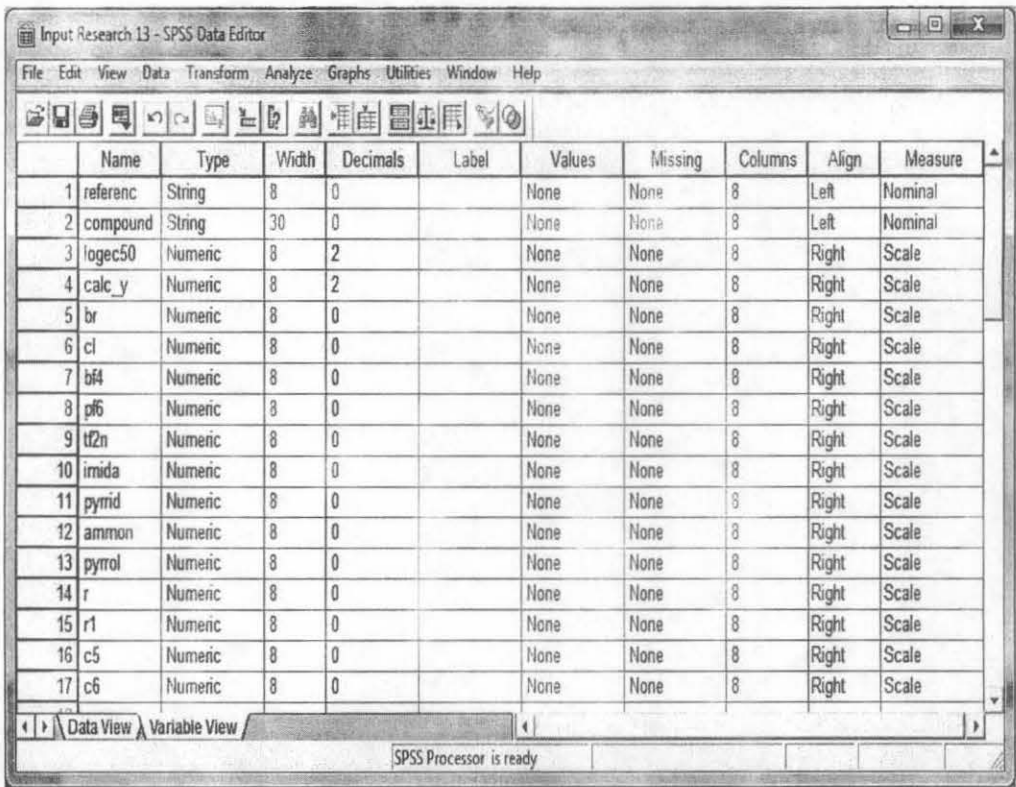 Input Research 13 - SPSS Data Editor
File Edit View Data Transform Analyze Graphs Utilities Window Help
Name Type Width Decimals Label Values Missing Columns Align Measure
1 referenc String 8 0 None None 8 Left Nominal
2 compound String 30 0 None None 8 Left Nominal
3 logec50 Numeric 8 2 None None 8 Right Scale
4 calc_y Numeric 8 2 None None 8 Right Scale
5 br Numeric 8 0 None None 8 Right Scale
6 cl Numeric 8 0 None None 8 Right Scale
7 bf4 Numeric 8 0 None None 8 Right Scale
8 pf6 Numeric 8 0 None None 8 Right Scale
9 tf2n Numeric 8 0 None None 8 Right Scale
10 imida Numeric 8 0 None None 8 Right Scale
11 pyrrid Numeric 8 0 None None 8 Right Scale
12 ammon Numeric 8 0 None None 8 Right Scale
13 pyrrol Numeric 8 0 None None 8 Right Scale
14 r Numeric 8 0 None None 8 Right Scale
15 r1 Numeric 8 0 None None 8 Right Scale
16 c5 Numeric 8 0 None None 8 Right Scale
17 c6 Numeric 8 0 None None 8 Right Scale
Data View Variable View
SPSS Processor is ready